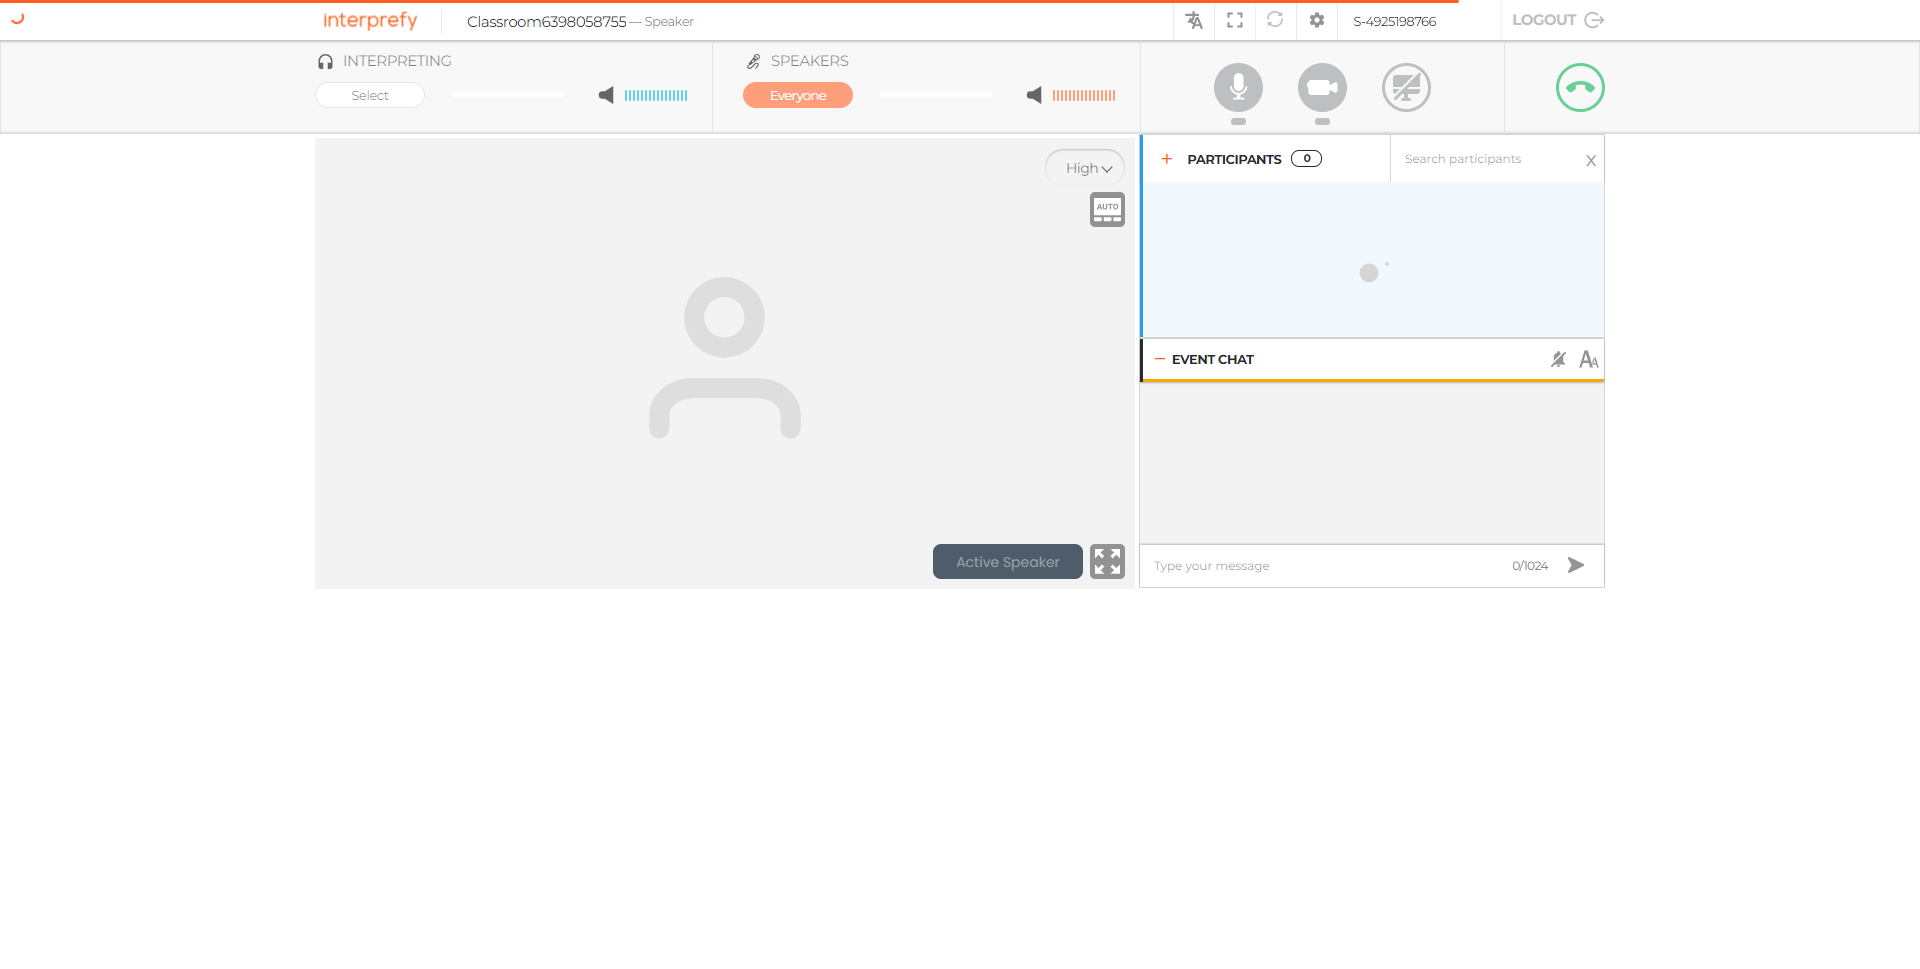 interprefy
Classroom6398058755 — Speaker
S-4925198766
LOGOUT
INTERPRETING
Select
SPEAKERS
Everyone
High
AUTO
Active Speaker
PARTICIPANTS 0
Search participants X
EVENT CHAT
AA
Type your message
0/1024